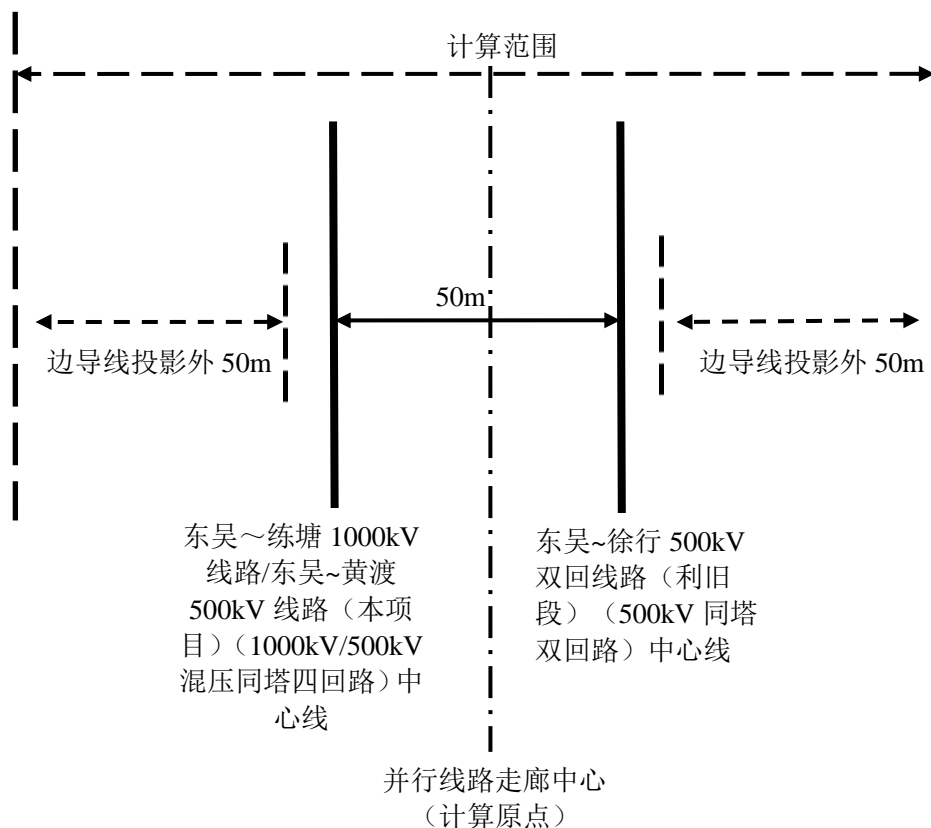 计算范围
50m
边导线投影外 50m
边导线投影外 50m
东吴～练塘 1000kV
线路/东吴~黄渡
500kV 线路（本项
目）（1000kV/500kV
混压同塔四回路）中
心线
东吴~徐行 500kV
双回线路（利旧
段）（500kV 同塔
双回路）中心线
并行线路走廊中心
（计算原点）